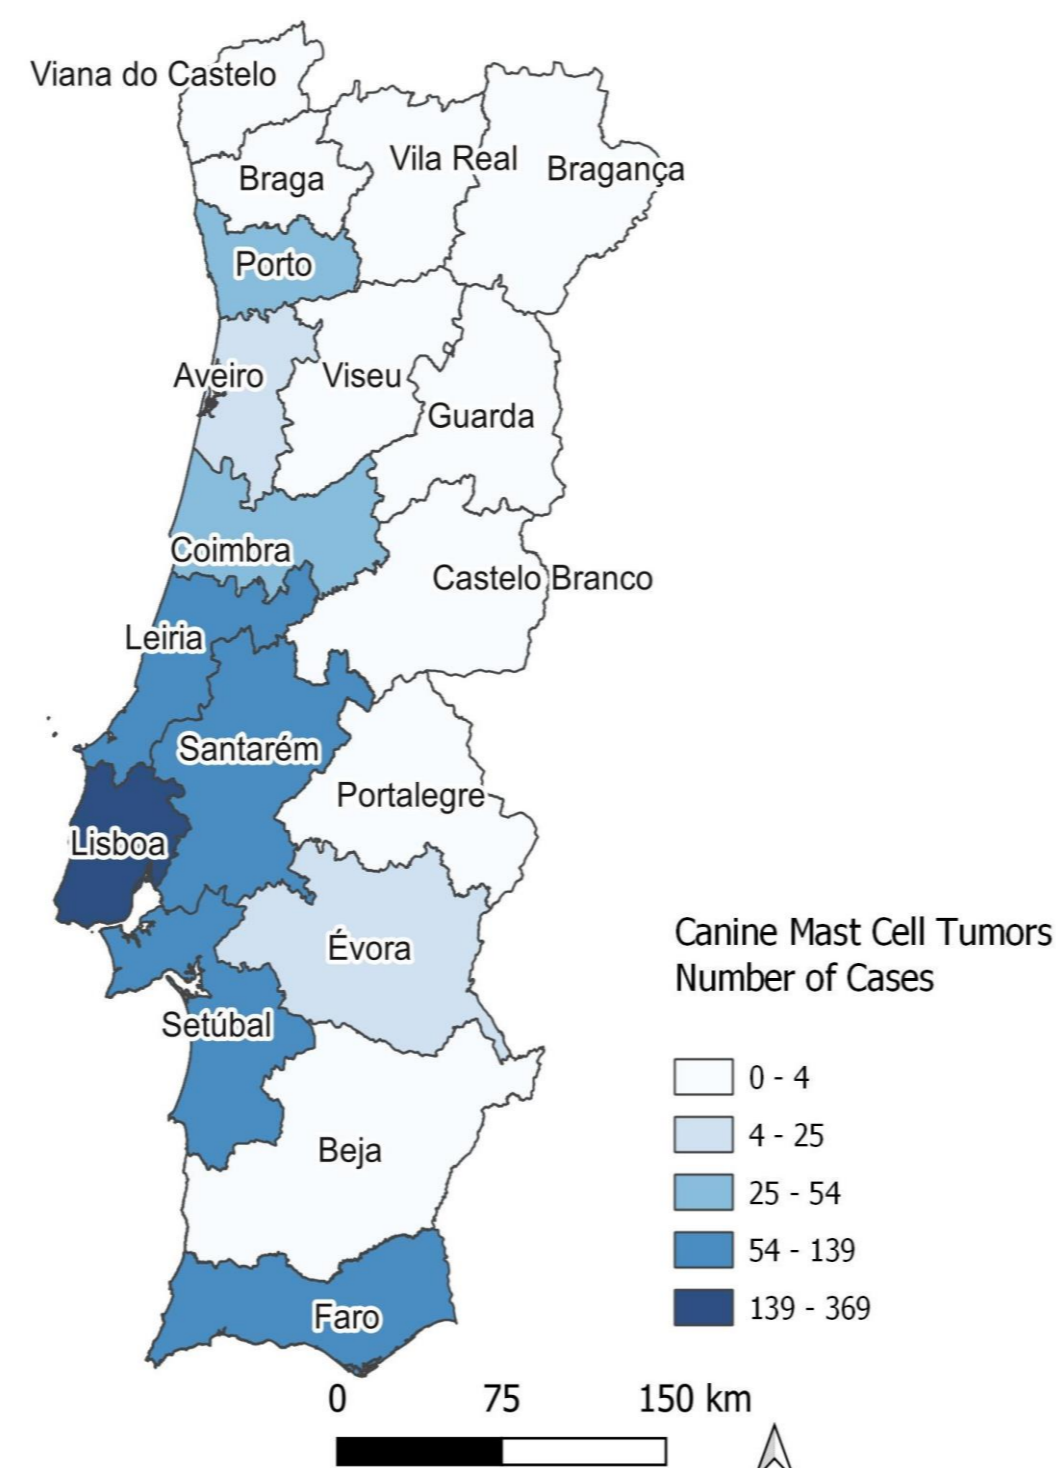 Viana do Castelo
Braga
Vila Real
Bragança
Porto
Aveiro
Viseu
Guarda
Coimbra
Castelo Branco
Leiria
Santarém
Portalegre
Lisboa
Évora
Setúbal
Beja
Faro
Canine Mast Cell Tumors
Number of Cases
0 - 4
4 - 25
25 - 54
54 - 139
139 - 369
0 75 150 km